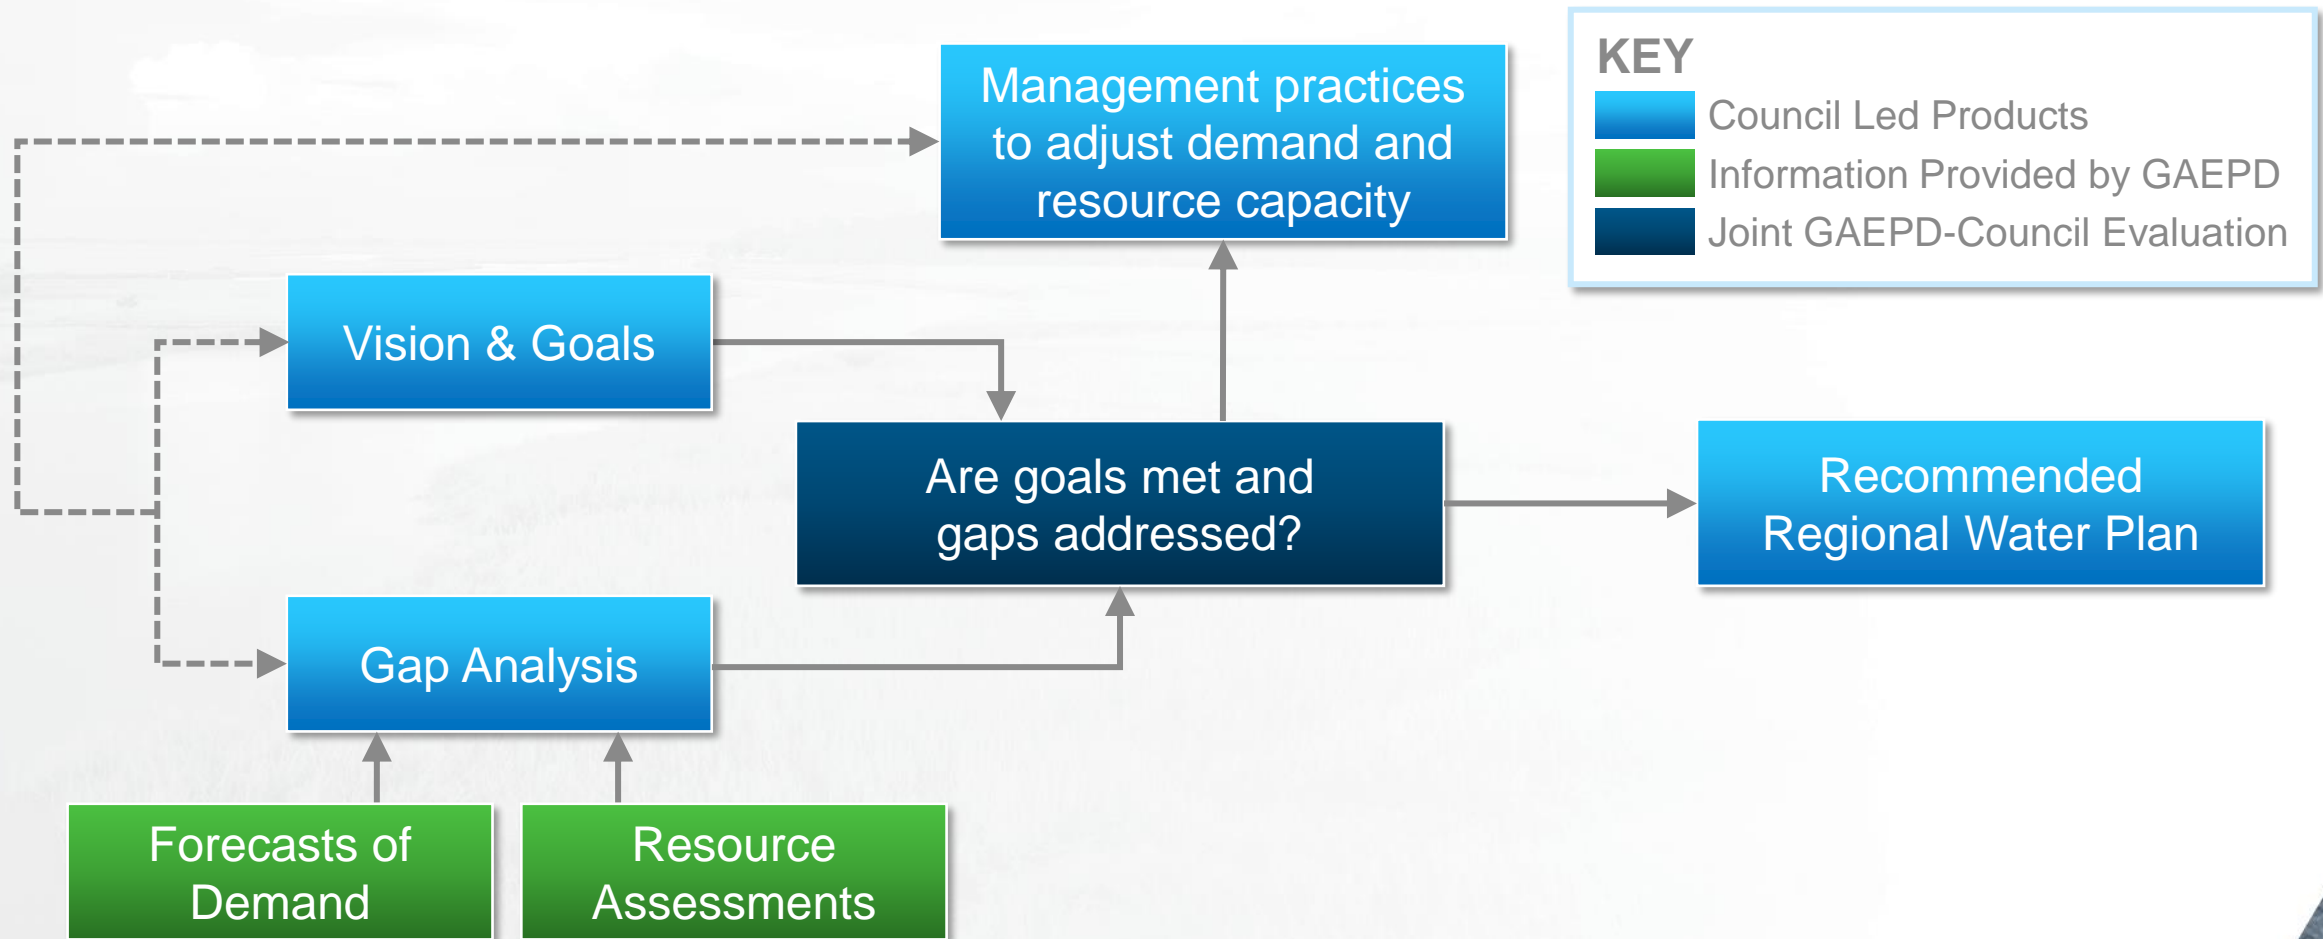 KEY
Council Led Products
Information Provided by GAEPD
Joint GAEPD-Council Evaluation
Management practices
to adjust demand and
resource capacity
Vision & Goals
Are goals met and
gaps addressed?
Recommended
Regional Water Plan
Gap Analysis
Forecasts of
Demand
Resource
Assessments